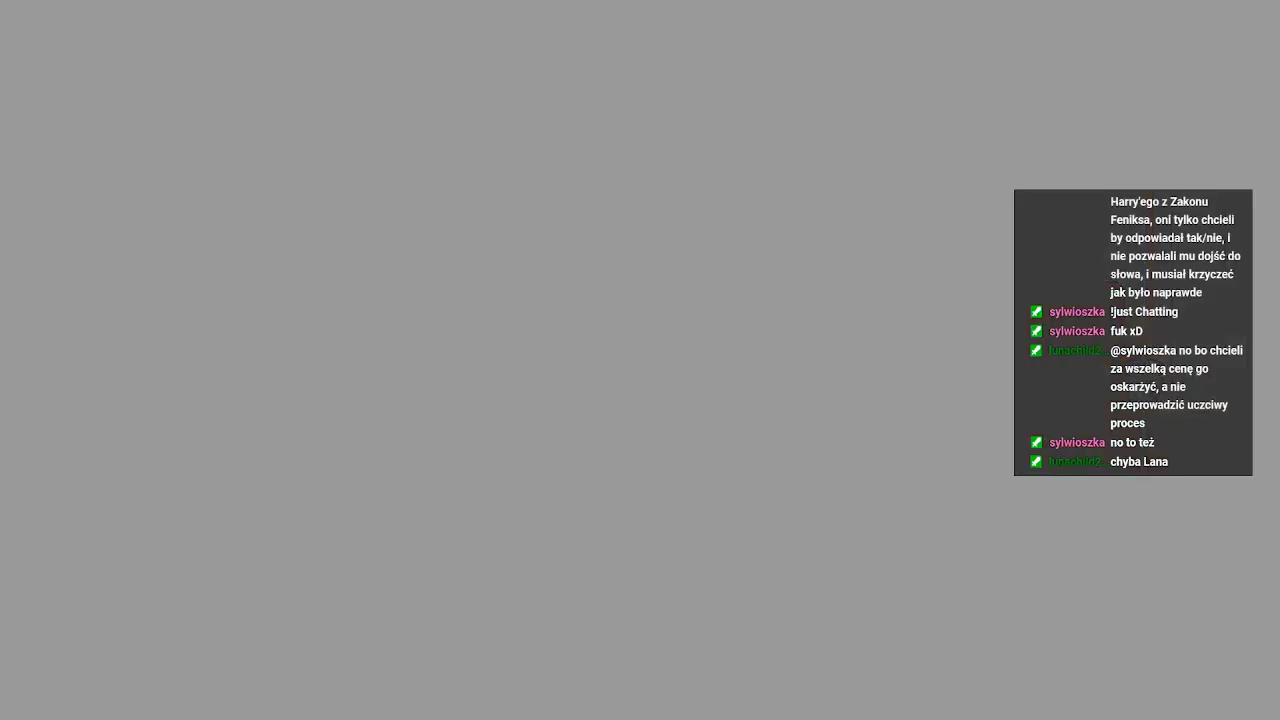 Harry'ego z Zakonu
Feniksa, oni tylko chcieli
by odpowiadał tak/nie, i
nie pozwalali mu dojść do
słowa, i musiał krzyczeć
jak było naprawde
sylwioszka !just Chatting
sylwioszka fuk xD
lunachild2... @sylwioszka no bo chcieli
za wszelką cenę go
oskarżyć, a nie
przeprowadzić uczciwy
proces
sylwioszka no to też
lunachild2... chyba Lana